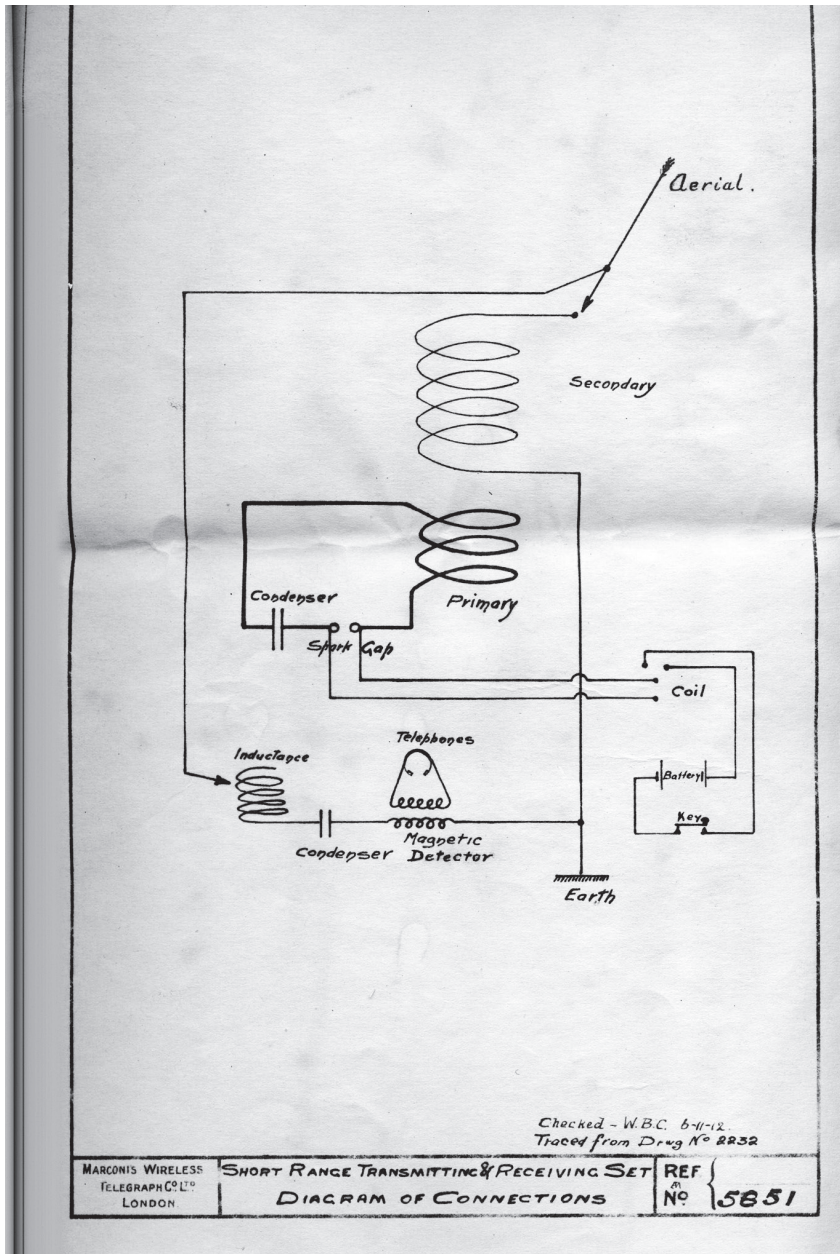 Aerial.
Secondary
Condenser
Primary
Spark Gap
Coil
Telephones
Inductance
Battery
Key
Magnetic
Condenser Detector
Earth
Checked - W.B.C. 6-11-12.
Traced from Drwg No 2232
MARCONI'S WIRELESS
TELEGRAPH CO. LTD
LONDON
SHORT RANGE TRANSMITTING & RECEIVING SET
DIAGRAM OF CONNECTIONS
REF
No 5851